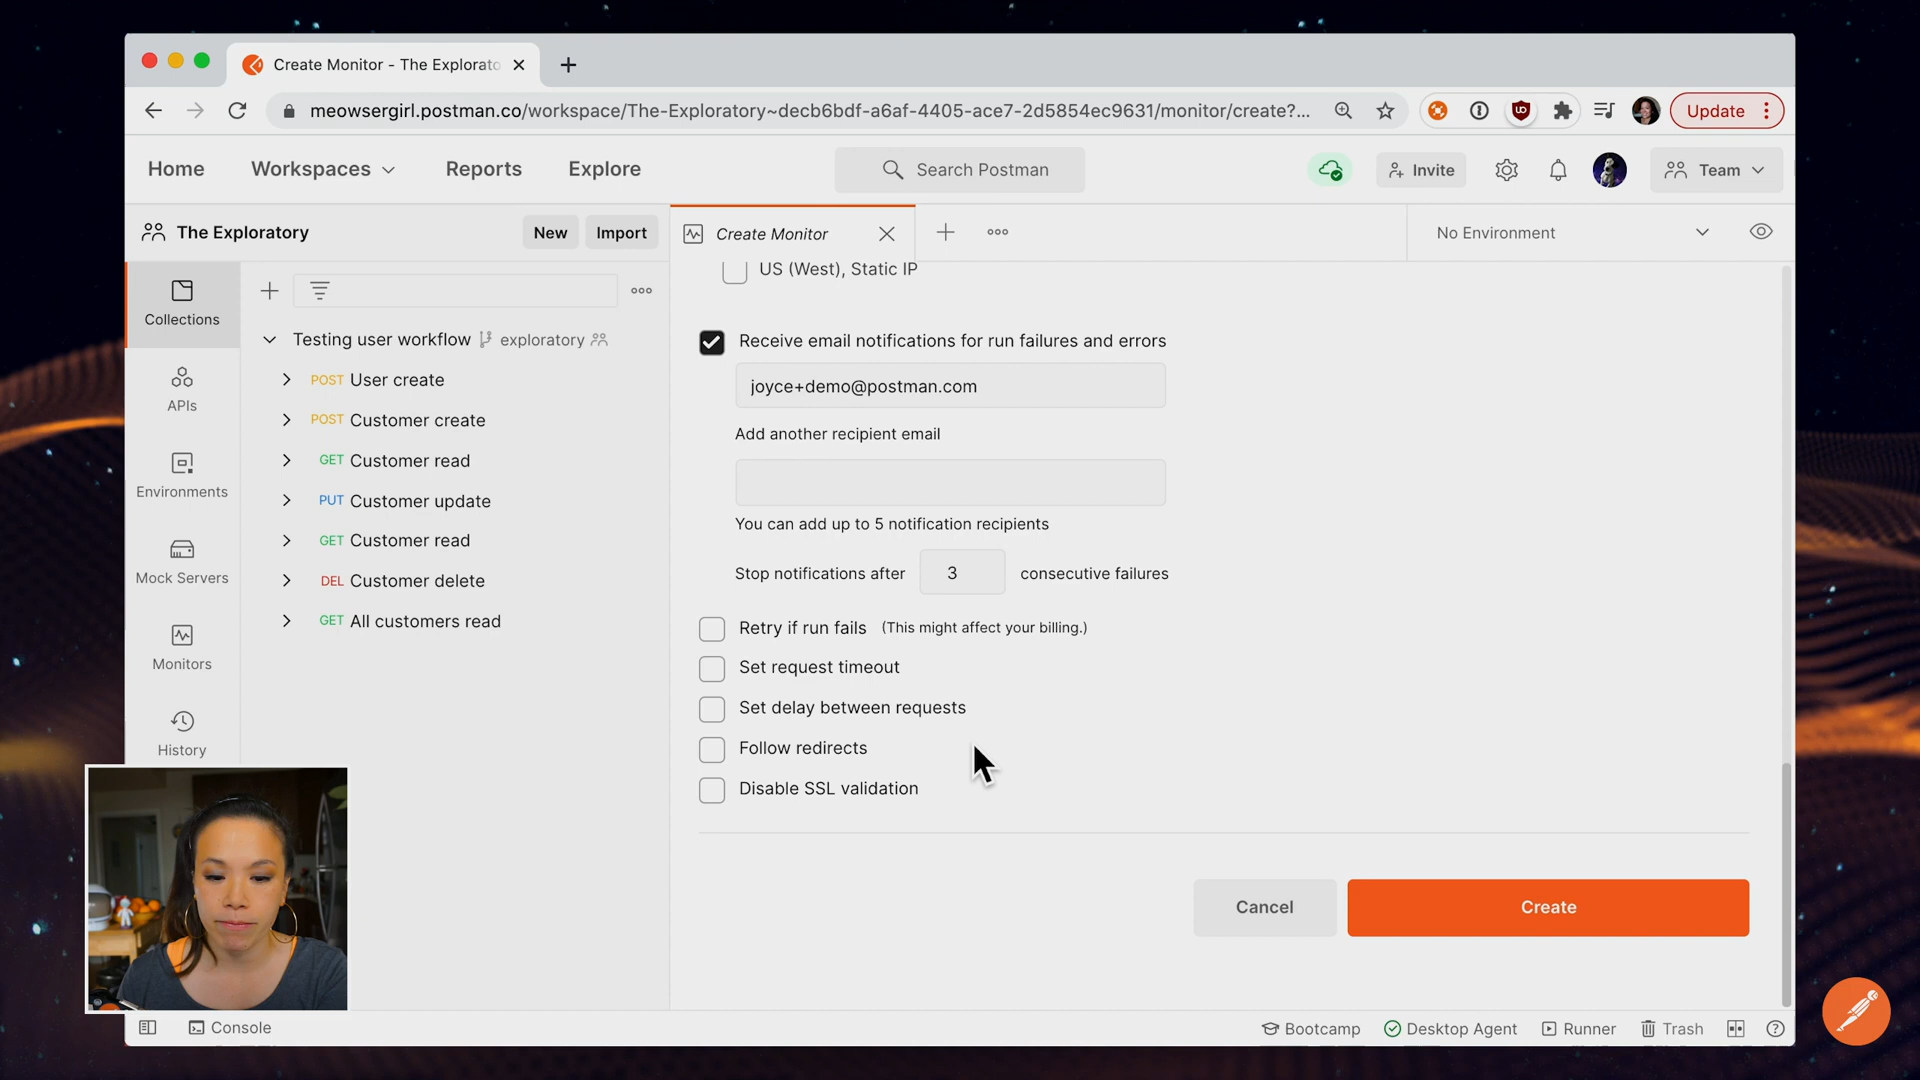 Create Monitor - The Explorato
meowsergirl.postman.co/workspace/The-Exploratory~decb6bdf-a6af-4405-ace7-2d5854ec9631/monitor/create?...
Update
Home
Workspaces
Reports
Explore
Search Postman
Invite
Team
The Exploratory
New
Import
Create Monitor
No Environment
Collections
APIs
Environments
Mock Servers
Monitors
History
Testing user workflow exploratory
POST User create
POST Customer create
GET Customer read
PUT Customer update
GET Customer read
DEL Customer delete
GET All customers read
US (West), Static IP
Receive email notifications for run failures and errors
joyce+demo@postman.com
Add another recipient email
You can add up to 5 notification recipients
Stop notifications after 3 consecutive failures
Retry if run fails (This might affect your billing.)
Set request timeout
Set delay between requests
Follow redirects
Disable SSL validation
Cancel
Create
Console
Bootcamp
Desktop Agent
Runner
Trash